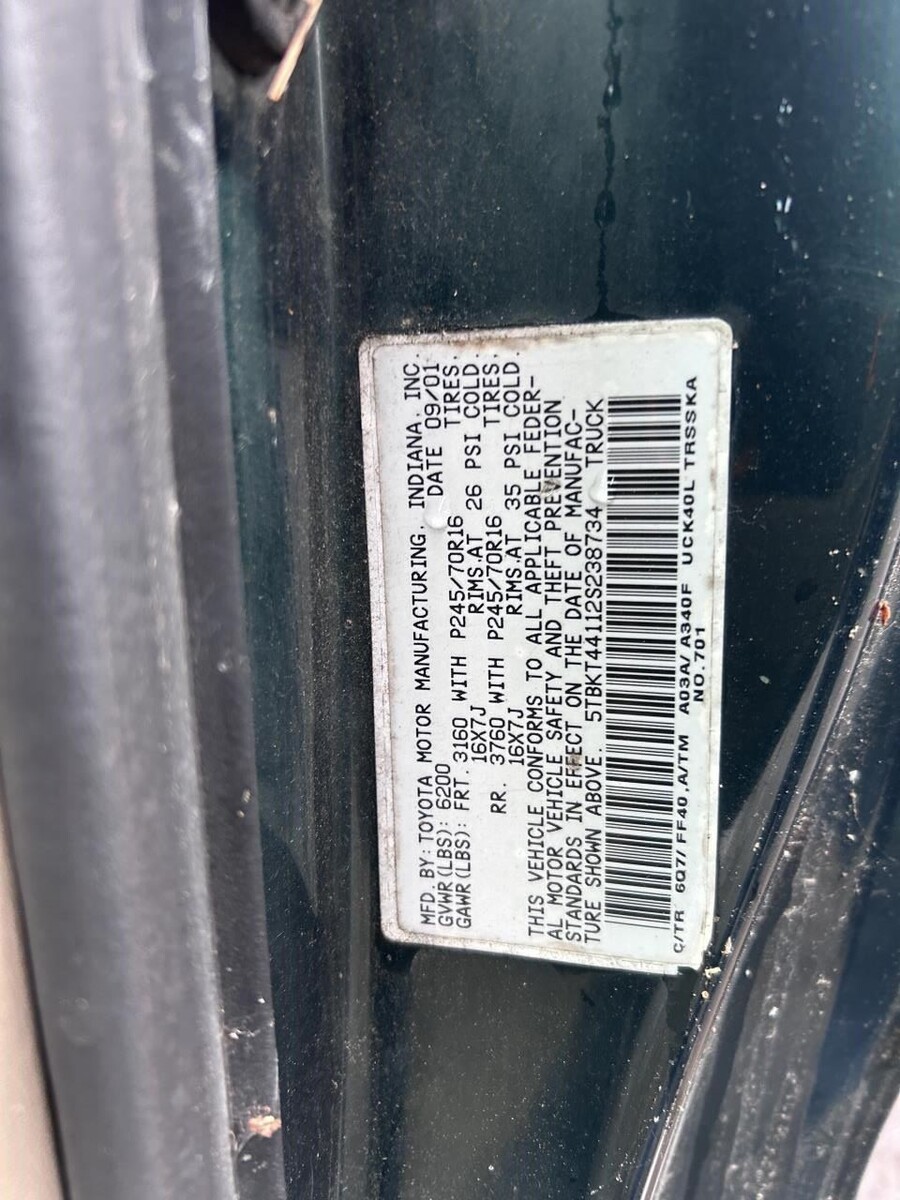 MFD. BY: TOYOTA MOTOR MANUFACTURING, INDIANA, INC.
GVWR(LBS): 6200 DATE 09/01
GAWR(LBS): FRT. 3160 WITH P245/70R16 TIRES,
16X7J RIMS.AT 26 PSI COLD.
RR. 3760 WITH P245/70R16 TIRES,
16X7J RIMS.AT 35 PSI COLD.
THIS VEHICLE CONFORMS TO ALL APPLICABLE FEDER-
AL MOTOR VEHICLE SAFETY AND THEFT PREVENTION
STANDARDS IN EFFECT ON THE DATE OF MANUFAC-
TURE SHOWN ABOVE. 5TBKT44112S238734 TRUCK
C/TR 6Q7/FF40,A/TM A03A/A340F UCK40L TRSSKA
NO.701